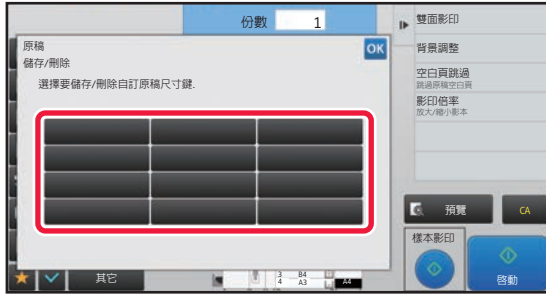 份數 1
原稿
OK
儲存/刪除
選擇要儲存/刪除自訂原稿尺寸鍵.
雙面影印
背景調整
空白頁跳過
跳過原稿空白頁
影印倍率
放大/縮小影本
預覽
CA
樣本影印
啓動
其它
3 B4
4 A3
A4